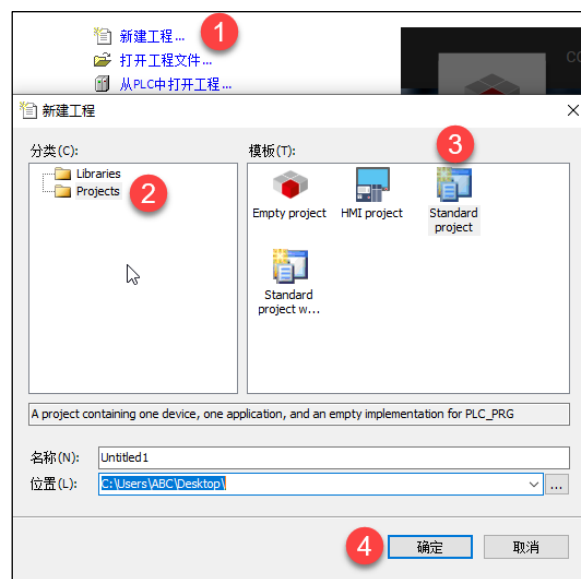 新建工程...
1
打开工程文件...
从PLC中打开工程...
CO
新建工程
分类(C):
模板(T):
3
Libraries
Projects
2
Empty project
HMI project
Standard
project
Standard
project w...
A project containing one device, one application, and an empty implementation for PLC_PRG
名称(N):
Untitled1
位置(L):
C:\Users\ABC\Desktop\
...
4
确定
取消